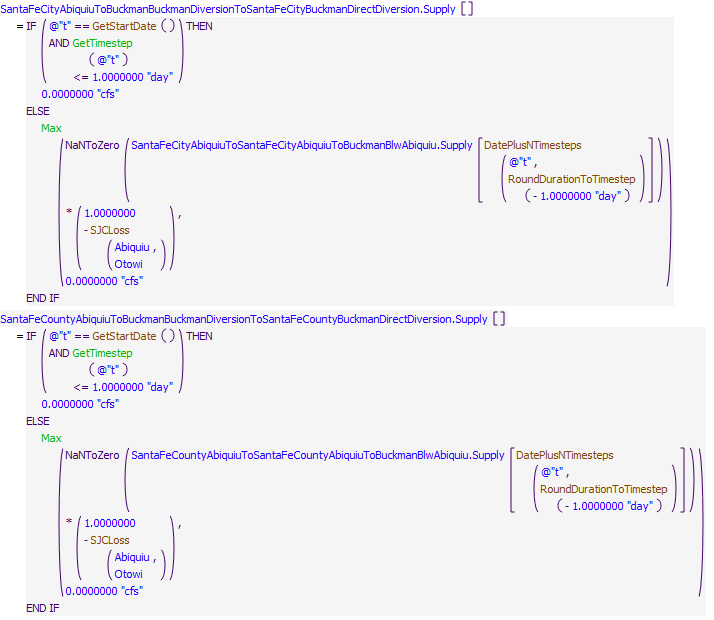 SantaFeCityAbiquiuToBuckmanBuckmanDiversionToSantaFeCityBuckmanDirectDiversion.Supply []
= IF ( @"t" == GetStartDate () ) THEN
AND GetTimestep
( @"t" )
<= 1.0000000 "day"
0.0000000 "cfs"
ELSE
Max
NaNToZero ( SantaFeCityAbiquiuToSantaFeCityAbiquiuToBuckmanBlwAbiquiu.Supply [ DatePlusNTimesteps
( @"t" ,
RoundDurationToTimestep
( - 1.0000000 "day" ) ) ] )
* ( 1.0000000 ,
- SJCLoss
( Abiquiu ,
Otowi ) )
0.0000000 "cfs"
END IF
SantaFeCountyAbiquiuToBuckmanBuckmanDiversionToSantaFeCountyBuckmanDirectDiversion.Supply []
= IF ( @"t" == GetStartDate () ) THEN
AND GetTimestep
( @"t" )
<= 1.0000000 "day"
0.0000000 "cfs"
ELSE
Max
NaNToZero ( SantaFeCountyAbiquiuToSantaFeCountyAbiquiuToBuckmanBlwAbiquiu.Supply [ DatePlusNTimesteps
( @"t" ,
RoundDurationToTimestep
( - 1.0000000 "day" ) ) ] )
* ( 1.0000000 ,
- SJCLoss
( Abiquiu ,
Otowi ) )
0.0000000 "cfs"
END IF